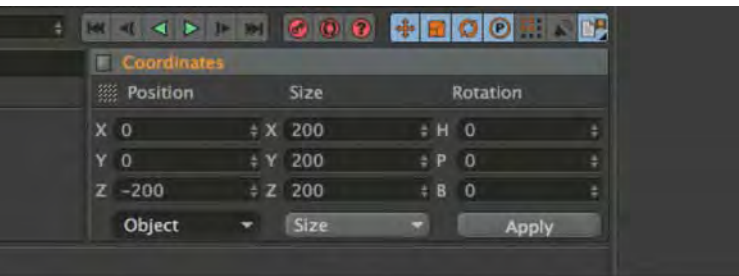 ? P
Coordinates
Position Size Rotation
X 0 X 200 H 0
Y 0 Y 200 P 0
Z -200 Z 200 B 0
Object Size Apply